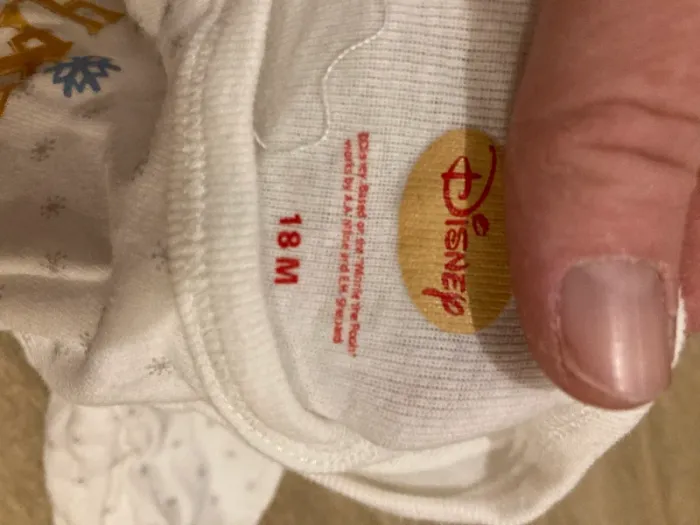 Disney
©Disney. Based on the "Winnie the Pooh"
works by A.A. Milne and E.H. Shepard
18 M